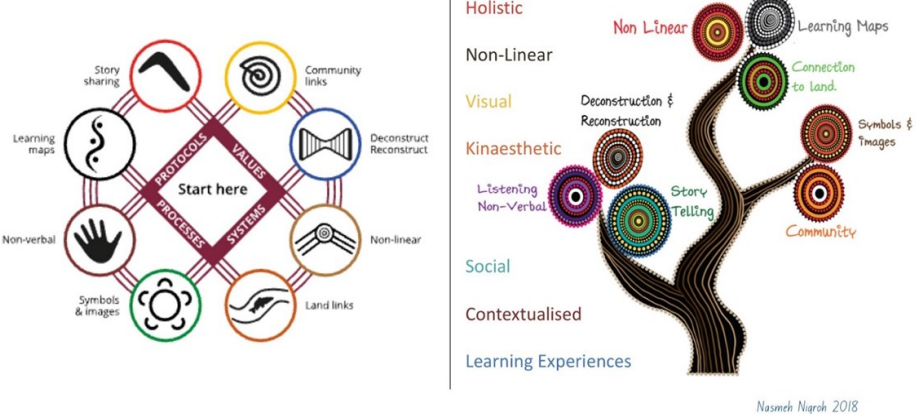 Story
sharing
Community
links
Learning
maps
Deconstruct
Reconstruct
PROTOCOLS
VALUES
Start here
PROCESSES
SYSTEMS
Non-verbal
Non-linear
Symbols
& images
Land links
Holistic
Non-Linear
Visual
Kinaesthetic
Social
Contextualised
Learning Experiences
Non Linear
Learning Maps
Connection
to land.
Deconstruction &
Reconstruction
Symbols &
images
Listening
Non-Verbal
Story
Telling
Community
Nasmeh Niqroh 2018